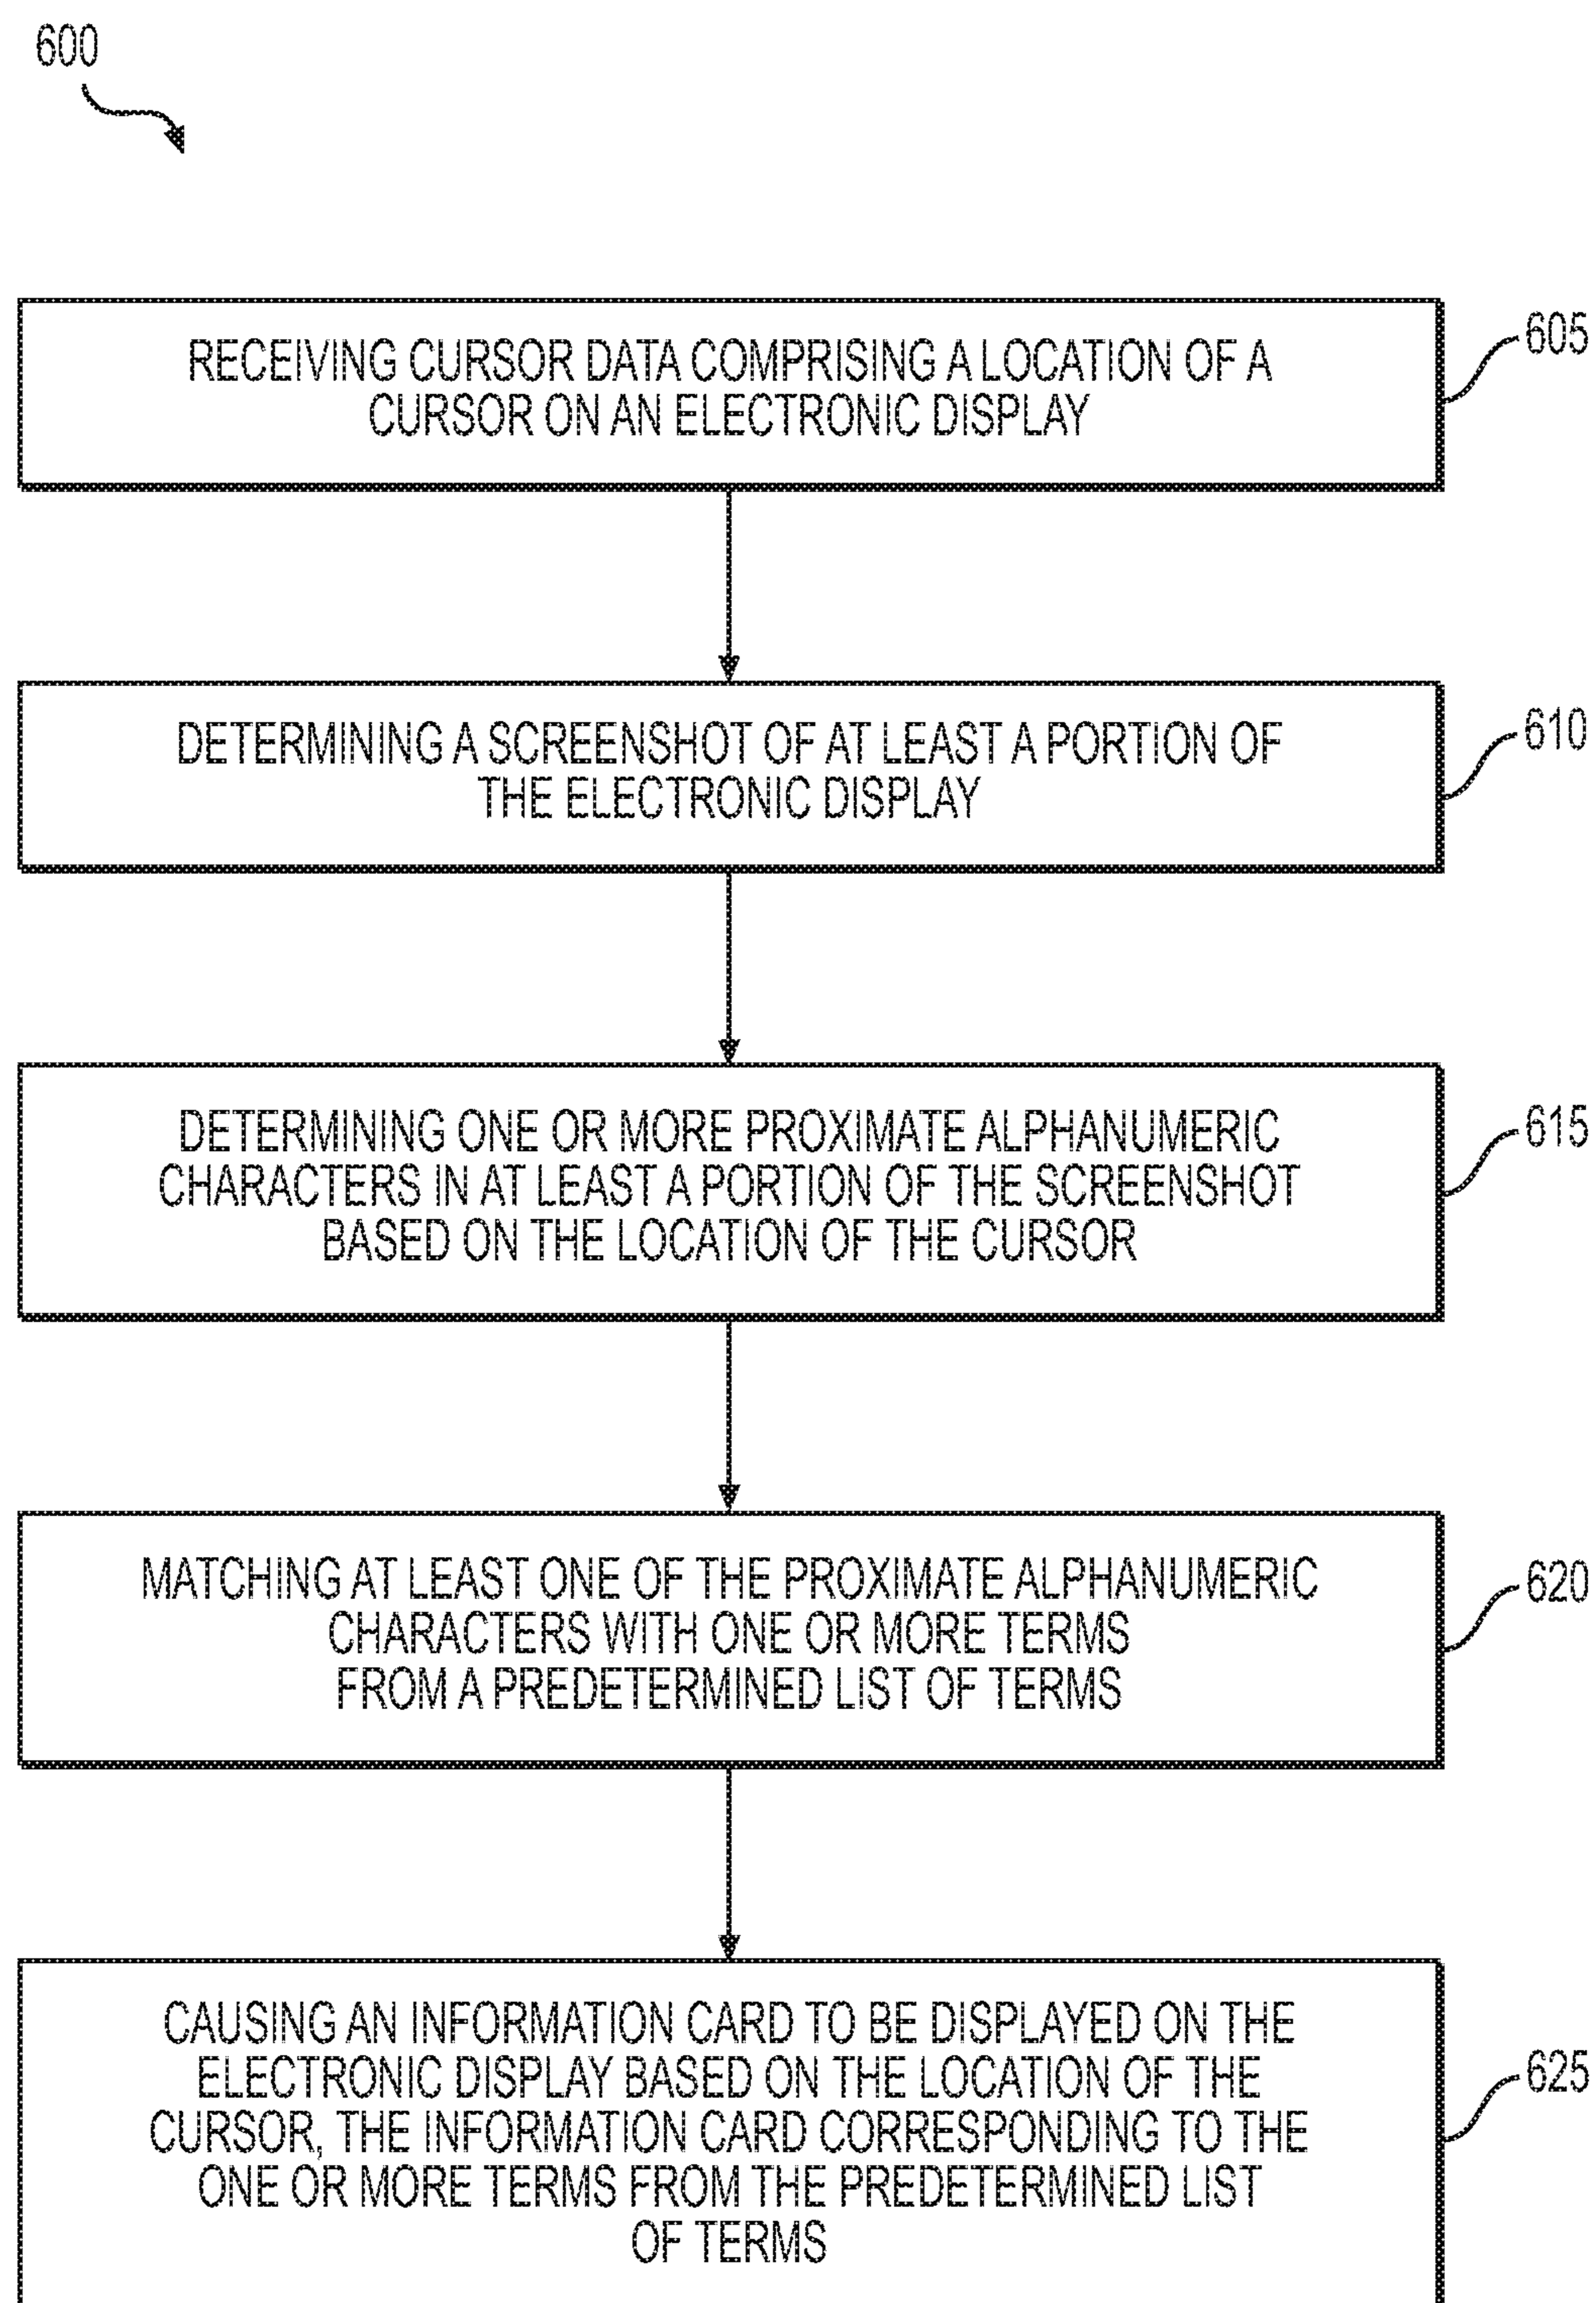 600
RECEIVING CURSOR DATA COMPRISING A LOCATION OF A
CURSOR ON AN ELECTRONIC DISPLAY
605
DETERMINING A SCREENSHOT OF AT LEAST A PORTION OF
THE ELECTRONIC DISPLAY
610
DETERMINING ONE OR MORE PROXIMATE ALPHANUMERIC
CHARACTERS IN AT LEAST A PORTION OF THE SCREENSHOT
BASED ON THE LOCATION OF THE CURSOR
615
MATCHING AT LEAST ONE OF THE PROXIMATE ALPHANUMERIC
CHARACTERS WITH ONE OR MORE TERMS
FROM A PREDETERMINED LIST OF TERMS
620
CAUSING AN INFORMATION CARD TO BE DISPLAYED ON THE
ELECTRONIC DISPLAY BASED ON THE LOCATION OF THE
CURSOR, THE INFORMATION CARD CORRESPONDING TO THE
ONE OR MORE TERMS FROM THE PREDETERMINED LIST
OF TERMS
625